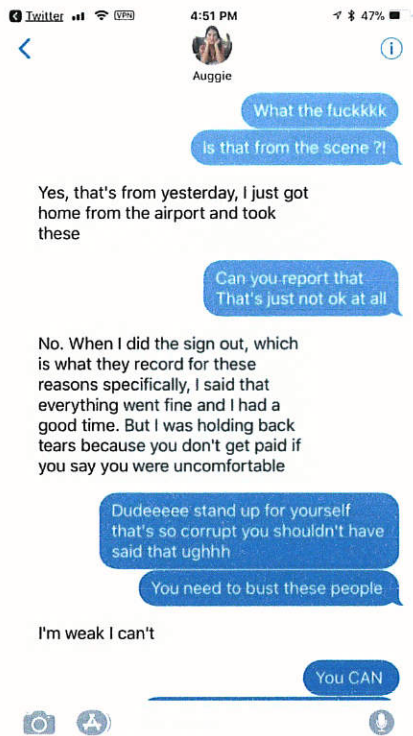 Twitter VPN 4:51 PM 47%
Auggie
What the fuckkkk
Is that from the scene ?!
Yes, that's from yesterday, I just got
home from the airport and took
these
Can you report that
That's just not ok at all
No. When I did the sign out, which
is what they record for these
reasons specifically, I said that
everything went fine and I had a
good time. But I was holding back
tears because you don't get paid if
you say you were uncomfortable
Dudeeeee stand up for yourself
that's so corrupt you shouldn't have
said that ughhh
You need to bust these people
I'm weak I can't
You CAN